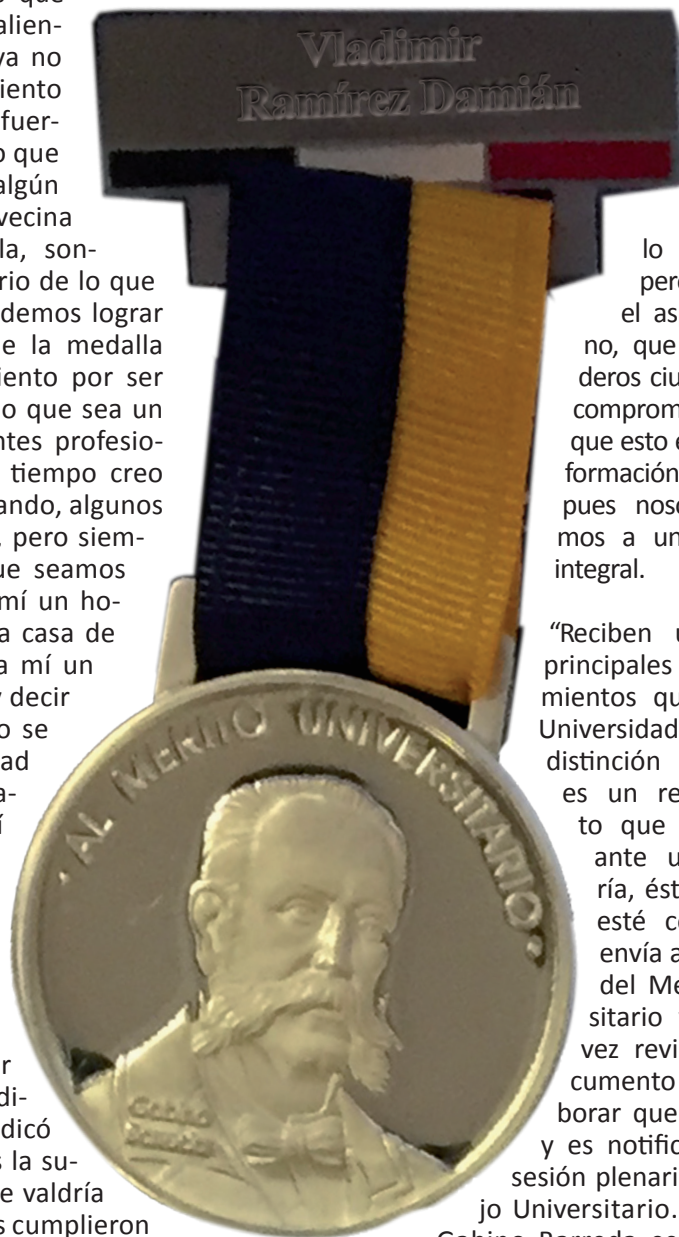 que
alien-
ya no
iento
fuer-
o que
algún
vecina
la, son-
rio de lo que
demos lograr
e la medalla
iento por ser
o que sea un
ntes profesio-
tiempo creo
ando, algunos
, pero siem-
ue seamos
mí un ho-
a casa de
a mí un
y decir
o se
ad
a-
í
r
di-
dicó
s la su-
e valdría
s cumplieron
Vladimir
Ramírez Damián
·AL MERITO UNIVERSITARIO·
Gabino
Barreda
lo
pero
el as
no, que
deros ciu
comprom
que esto e
formación
pues noso
mos a un
integral.
“Reciben u
principales
mientos qu
Universidad
distinción
es un re
to que
ante u
ría, ést
esté co
envía a
del Me
sitario
vez revi
cumento
borar que
y es notific
sesión plenari
jo Universitario.
Gabino Barreda